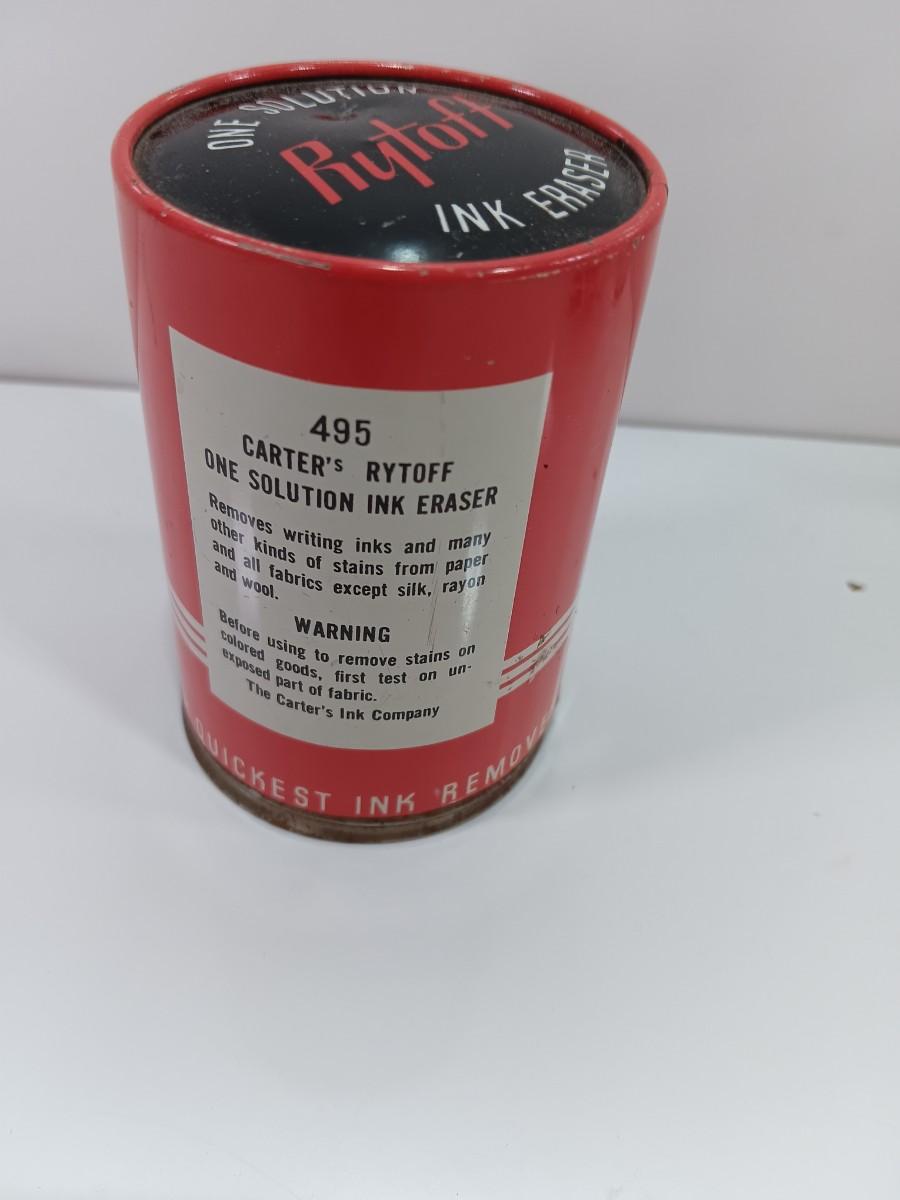 ONE SOLUTION
Rytoff
INK ERASER
495
CARTER's RYTOFF
ONE SOLUTION INK ERASER
Removes writing inks and many
other kinds of stains from paper
and all fabrics except silk, rayon
and wool.
WARNING
Before using to remove stains on
colored goods, first test on un-
exposed part of fabric.
The Carter's Ink Company
QUICKEST INK REMOVE